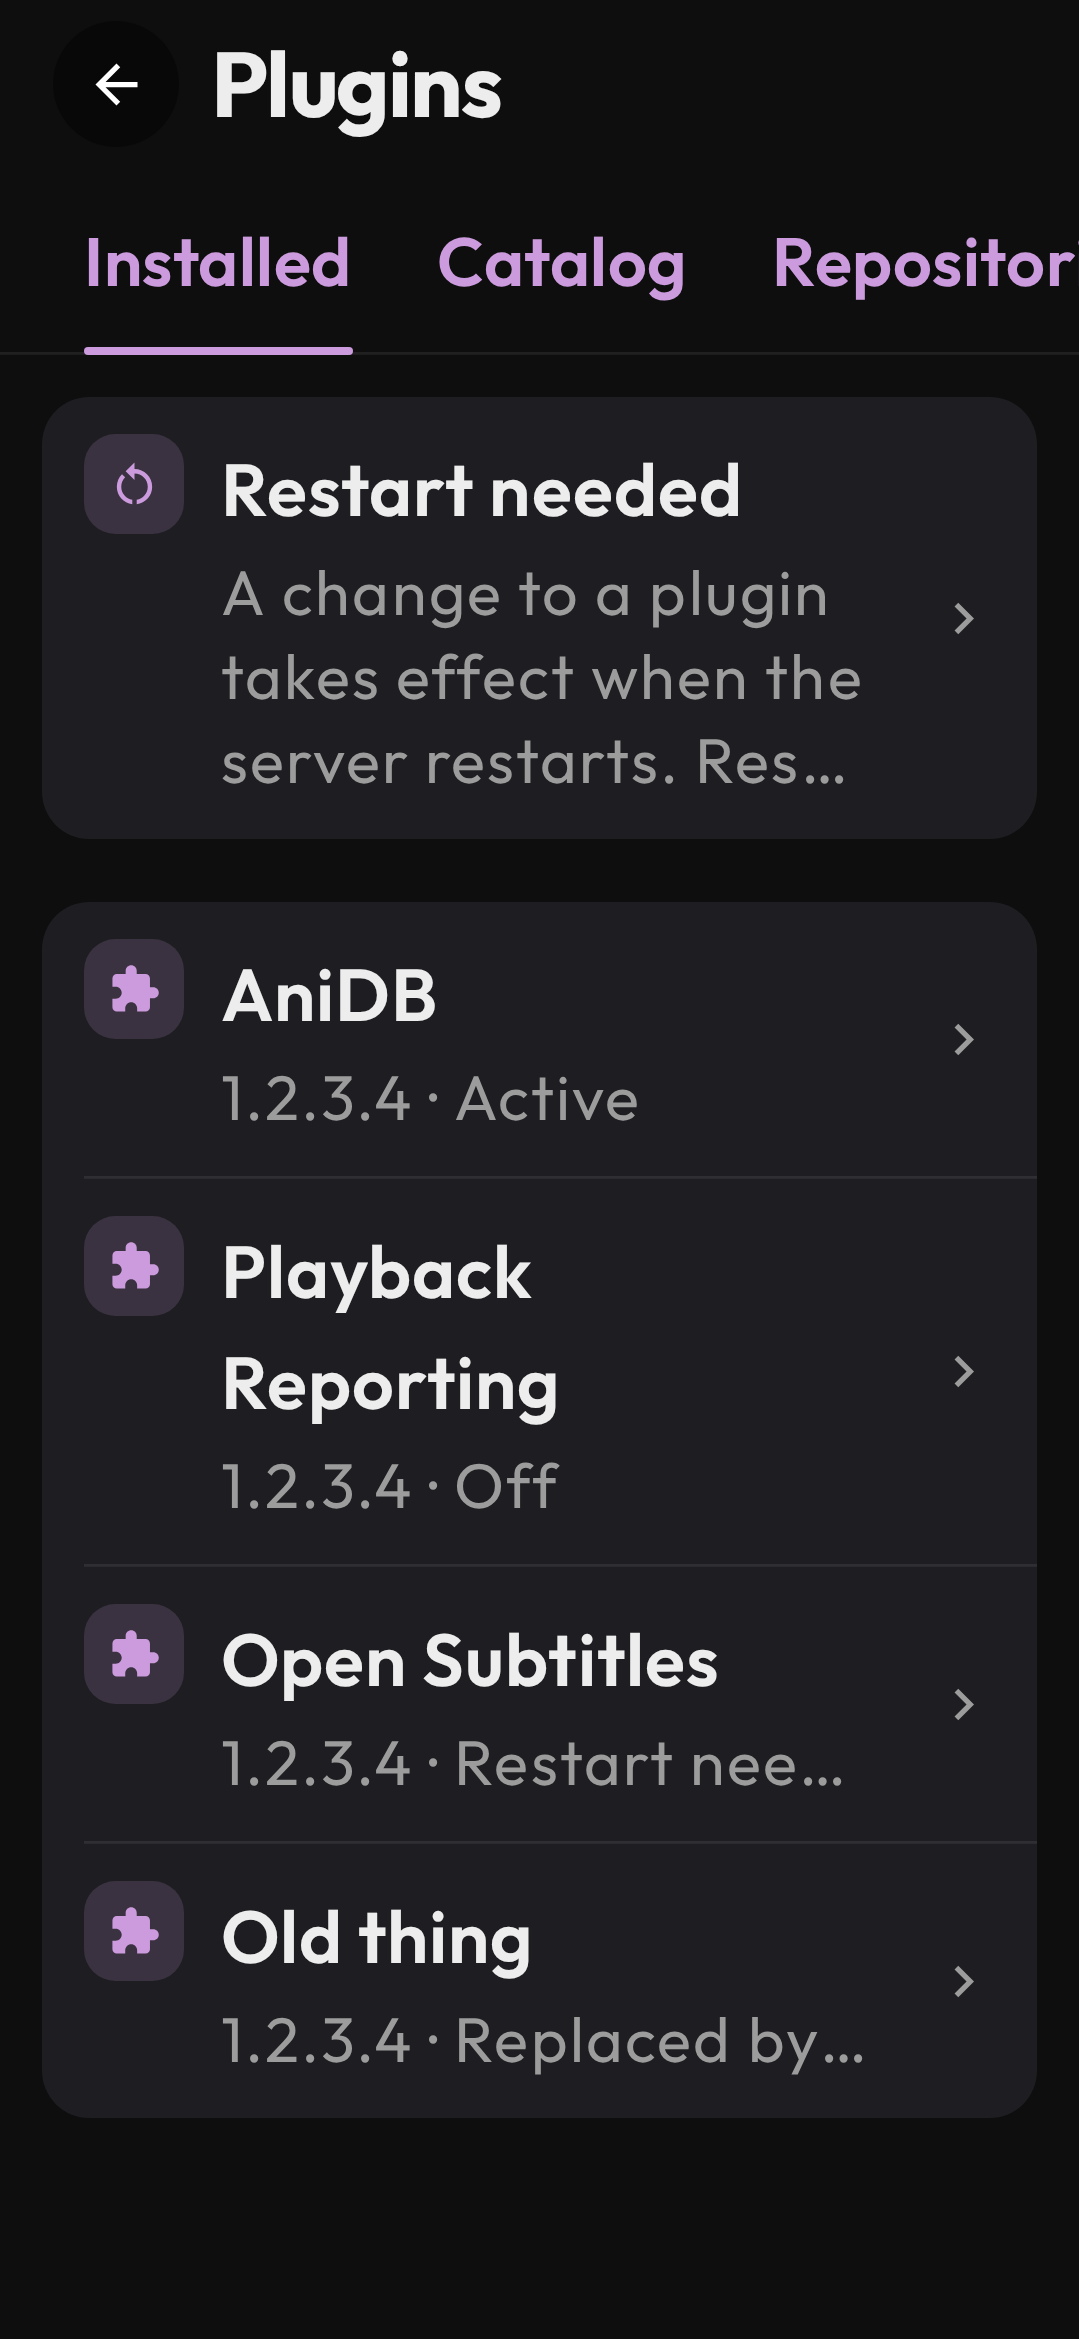 Plugins
Installed Catalog Repositor
Restart needed
A change to a plugin
takes effect when the
server restarts. Res…
AniDB
1.2.3.4 · Active
Playback
Reporting
1.2.3.4 · Off
Open Subtitles
1.2.3.4 · Restart nee…
Old thing
1.2.3.4 · Replaced by…